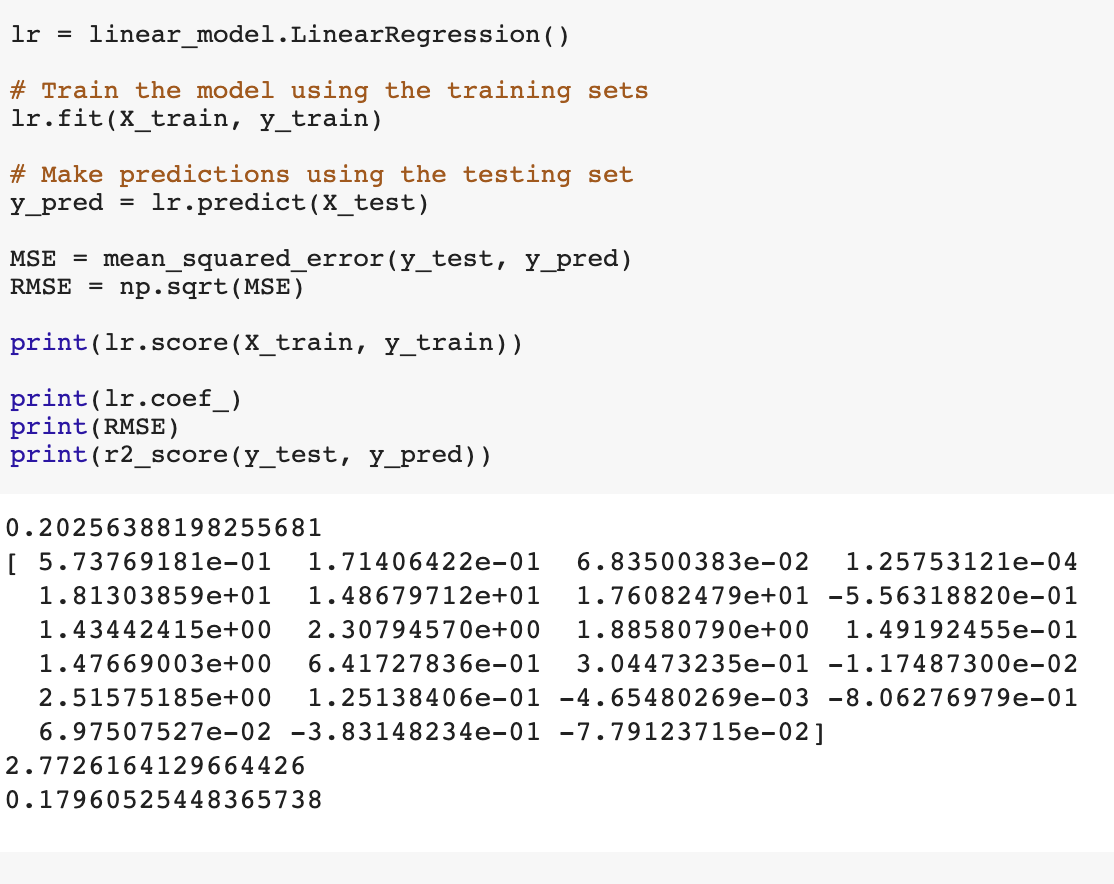 lr = linear_model.LinearRegression()
# Train the model using the training sets
lr.fit(X_train, y_train)
# Make predictions using the testing set
y_pred = lr.predict(X_test)
MSE = mean_squared_error(y_test, y_pred)
RMSE = np.sqrt(MSE)
print(lr.score(X_train, y_train))
print(lr.coef_)
print(RMSE)
print(r2_score(y_test, y_pred))
0.20256388198255681
[ 5.73769181e-01 1.71406422e-01 6.83500383e-02 1.25753121e-04
1.81303859e+01 1.48679712e+01 1.76082479e+01 -5.56318820e-01
1.43442415e+00 2.30794570e+00 1.88580790e+00 1.49192455e-01
1.47669003e+00 6.41727836e-01 3.04473235e-01 -1.17487300e-02
2.51575185e+00 1.25138406e-01 -4.65480269e-03 -8.06276979e-01
6.97507527e-02 -3.83148234e-01 -7.79123715e-02]
2.7726164129664426
0.17960525448365738